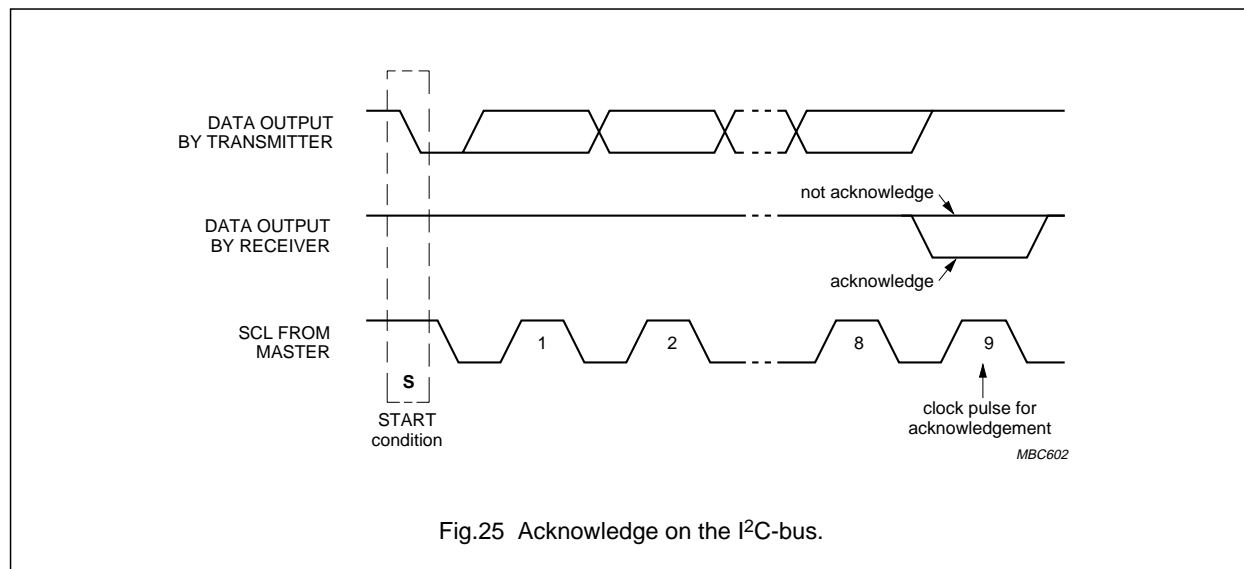 DATA OUTPUT
BY TRANSMITTER
not acknowledge
DATA OUTPUT
BY RECEIVER
acknowledge
SCL FROM
MASTER
1
2
8
9
S
START
condition
clock pulse for
acknowledgement
MBC602
Fig.25 Acknowledge on the I²C-bus.